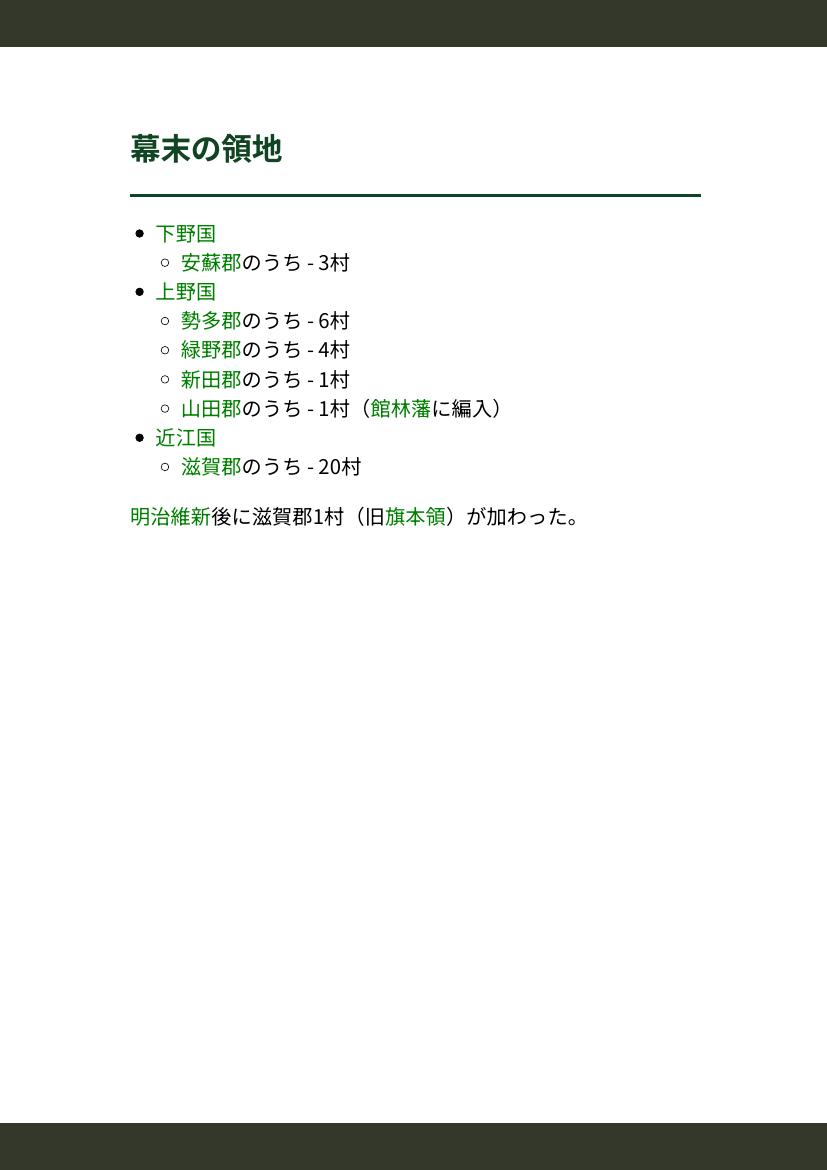 幕末の領地
下野国
安蘇郡のうち - 3村
上野国
勢多郡のうち - 6村
緑野郡のうち - 4村
新田郡のうち - 1村
山田郡のうち - 1村（館林藩に編入）
近江国
滋賀郡のうち - 20村
明治維新後に滋賀郡1村（旧旗本領）が加わった。